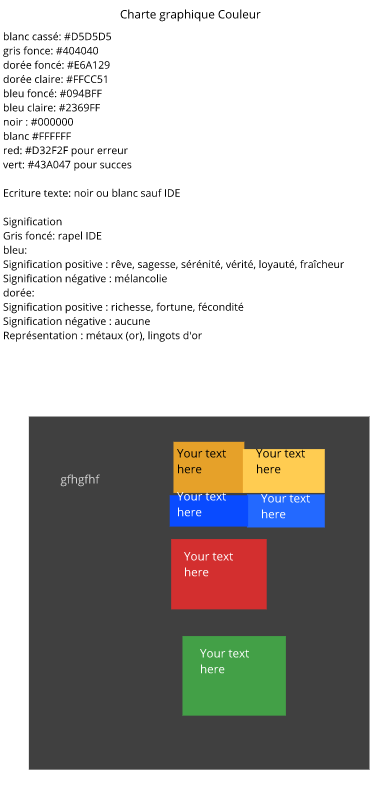 Charte graphique Couleur
blanc cassé: #D5D5D5
gris fonce: #404040
dorée foncé: #E6A129
dorée claire: #FFCC51
bleu foncé: #094BFF
bleu claire: #2369FF
noir : #000000
blanc #FFFFFF
red: #D32F2F pour erreur
vert: #43A047 pour succes
Ecriture texte: noir ou blanc sauf IDE
Signification
Gris foncé: rapel IDE
bleu:
Signification positive : rêve, sagesse, sérénité, vérité, loyauté, fraîcheur
Signification négative : mélancolie
dorée:
Signification positive : richesse, fortune, fécondité
Signification négative : aucune
Représentation : métaux (or), lingots d'or
gfhgfhf
Your text
here
Your text
here
Your text
here
Your text
here
Your text
here
Your text
here